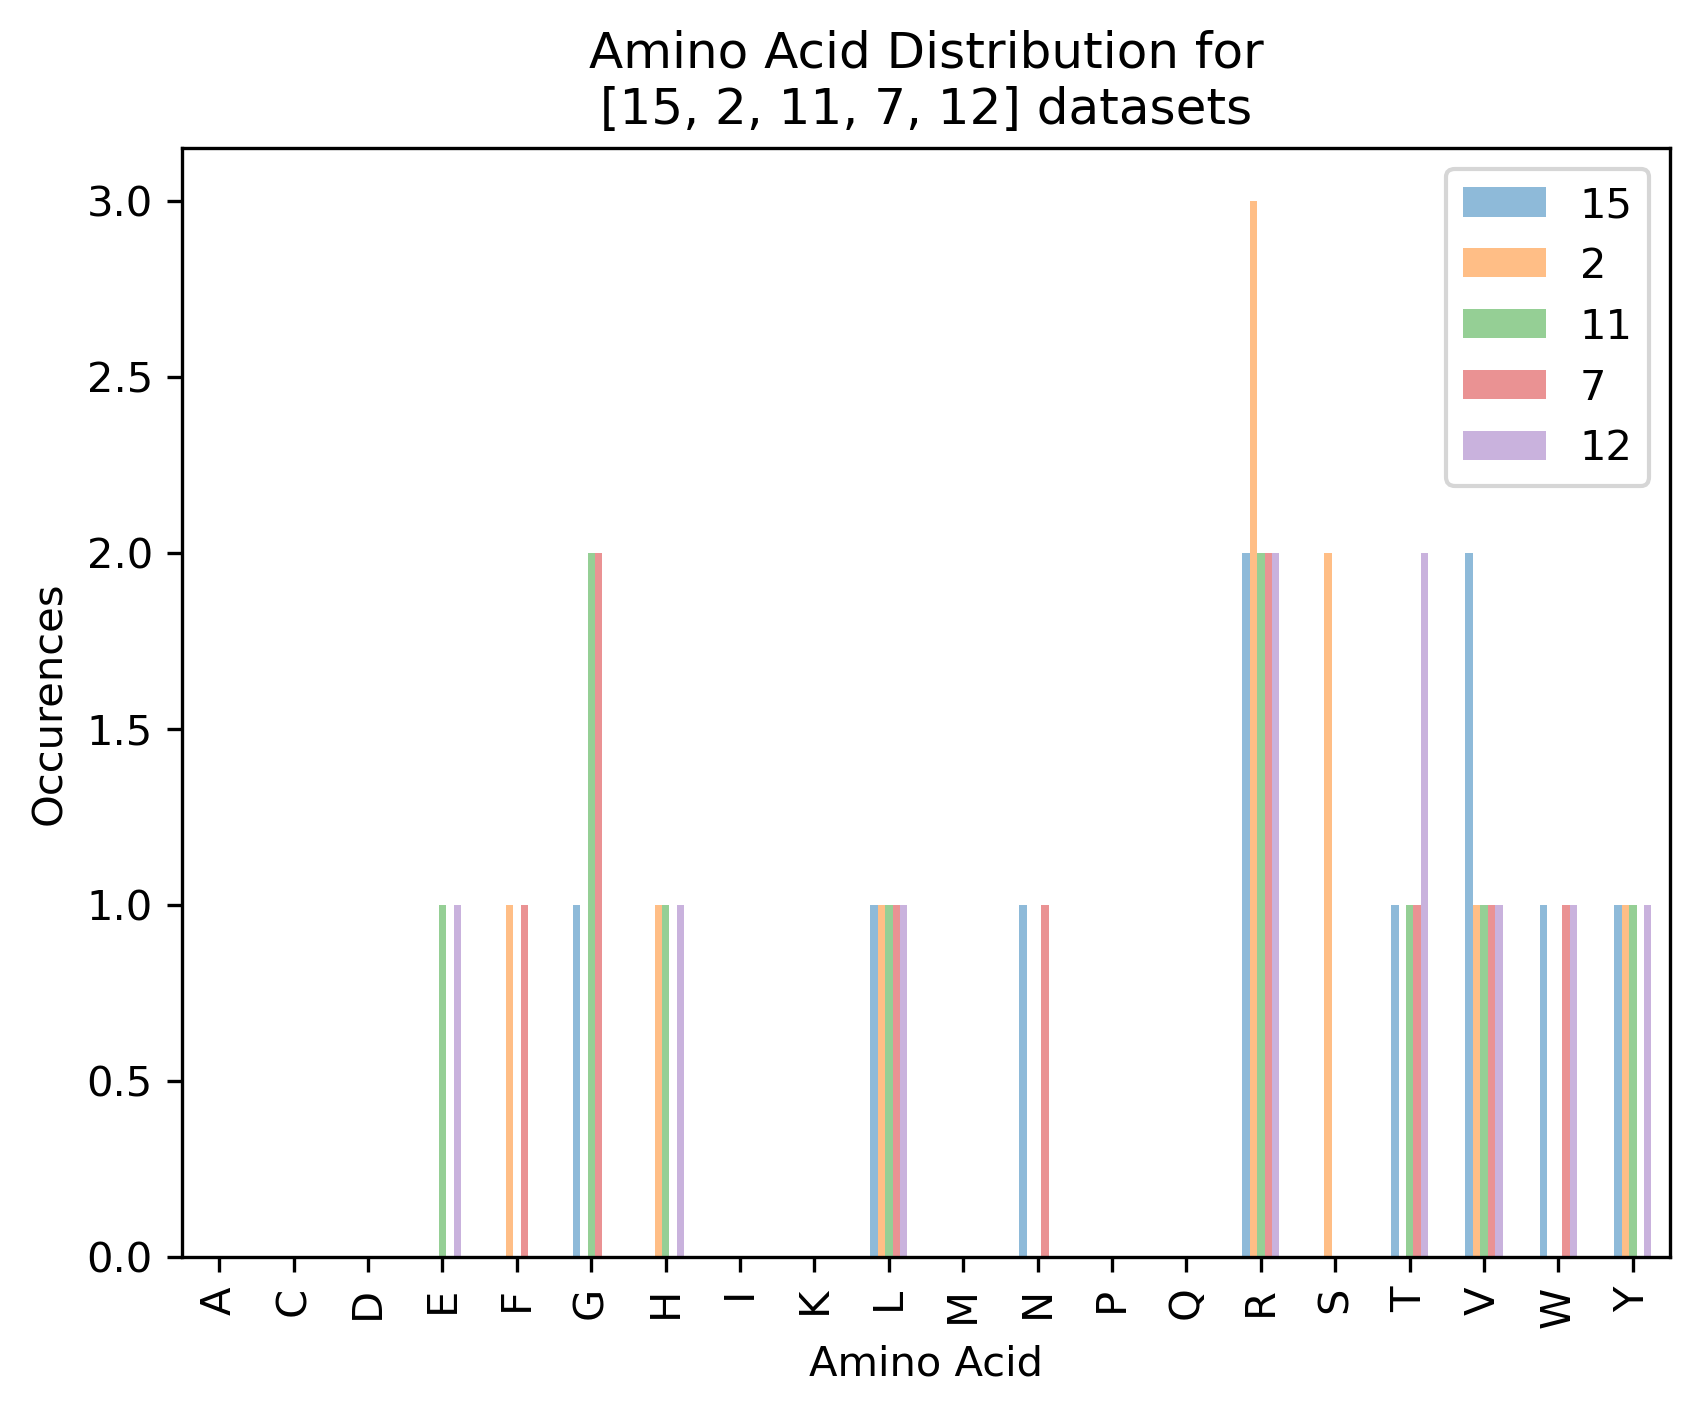 Amino Acid Distribution for
[15, 2, 11, 7, 12] datasets
3.0
2.5
2.0
1.5
1.0
0.5
0.0
Occurences
15
2
11
7
12
A C D E F G H I K L M N P Q R S T V W Y
Amino Acid